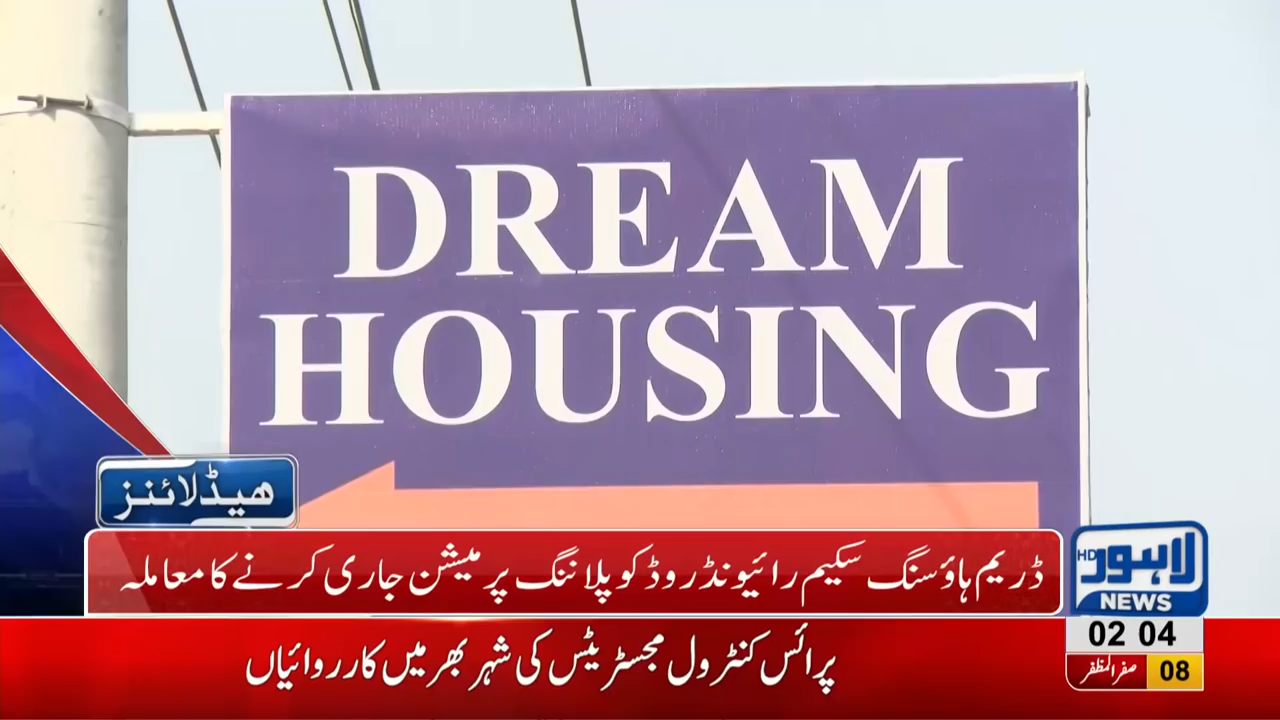 DREAM
HOUSING
ھیڈلائنز
ڈریم ہاؤسنگ سکیم رائیونڈ روڈ کو پلاننگ پرمیشن جاری کرنے کا معاملہ
HD
لاہور
NEWS
02 04
صفرالمظفر 08
پرائس کنٹرول مجسٹریٹس کی شہر بھر میں کارروائیاں